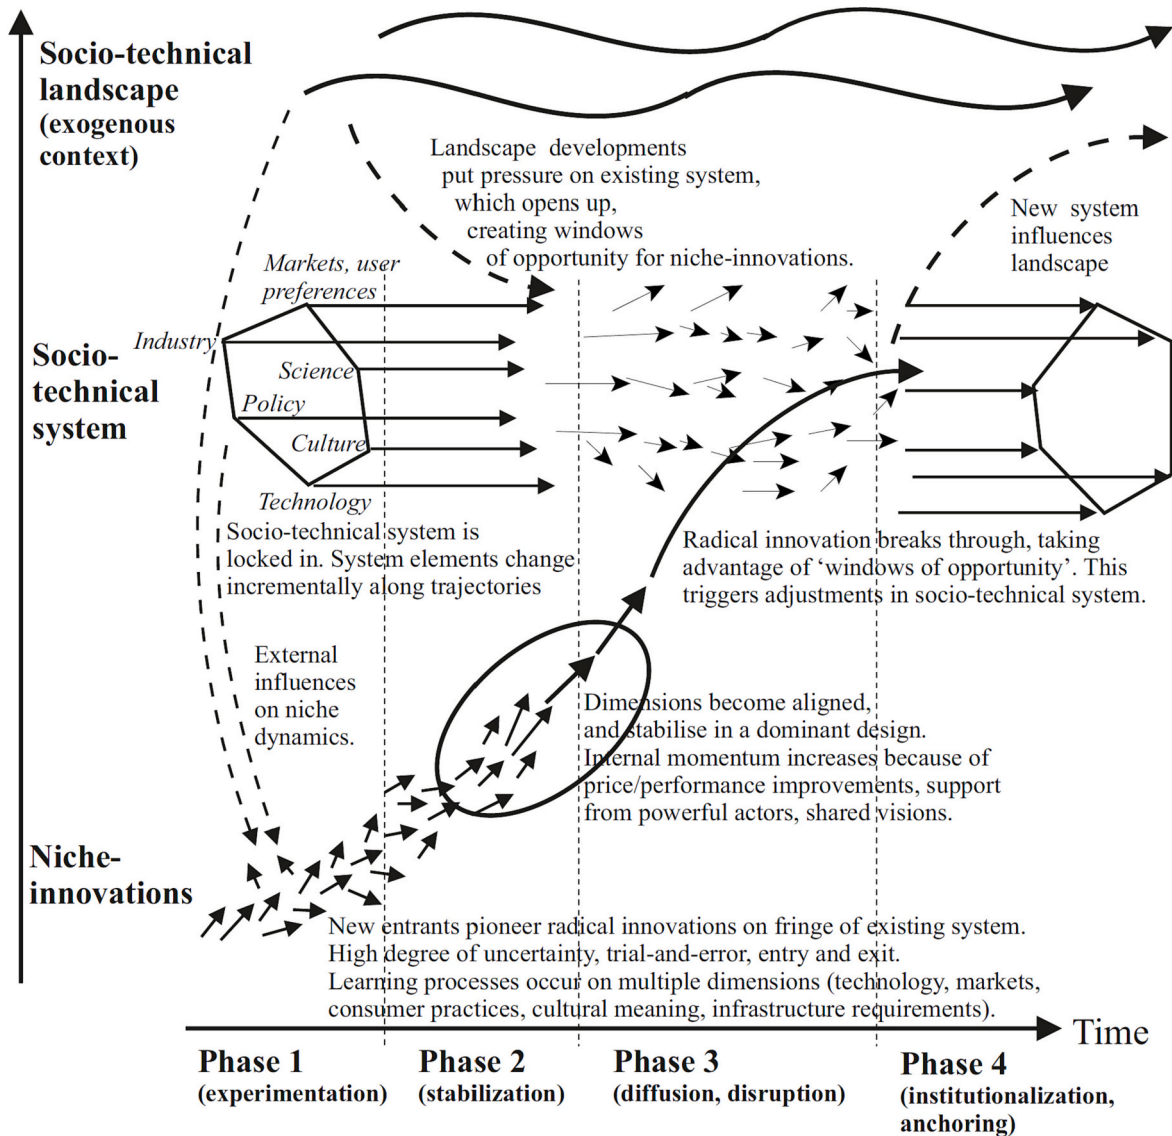 Socio-technical
landscape
(exogenous
context)
Landscape developments
put pressure on existing system,
which opens up,
creating windows
of opportunity for niche-innovations.
New system
influences
landscape
Markets, user
preferences
Industry
Science
Policy
Culture
Technology
Socio-
technical
system
Socio-technical system is
locked in. System elements change
incrementally along trajectories
Radical innovation breaks through, taking
advantage of ‘windows of opportunity’. This
triggers adjustments in socio-technical system.
External
influences
on niche
dynamics.
Dimensions become aligned,
and stabilise in a dominant design.
Internal momentum increases because of
price/performance improvements, support
from powerful actors, shared visions.
Niche-
innovations
New entrants pioneer radical innovations on fringe of existing system.
High degree of uncertainty, trial-and-error, entry and exit.
Learning processes occur on multiple dimensions (technology, markets,
consumer practices, cultural meaning, infrastructure requirements).
Time
Phase 1
(experimentation)
Phase 2
(stabilization)
Phase 3
(diffusion, disruption)
Phase 4
(institutionalization,
anchoring)